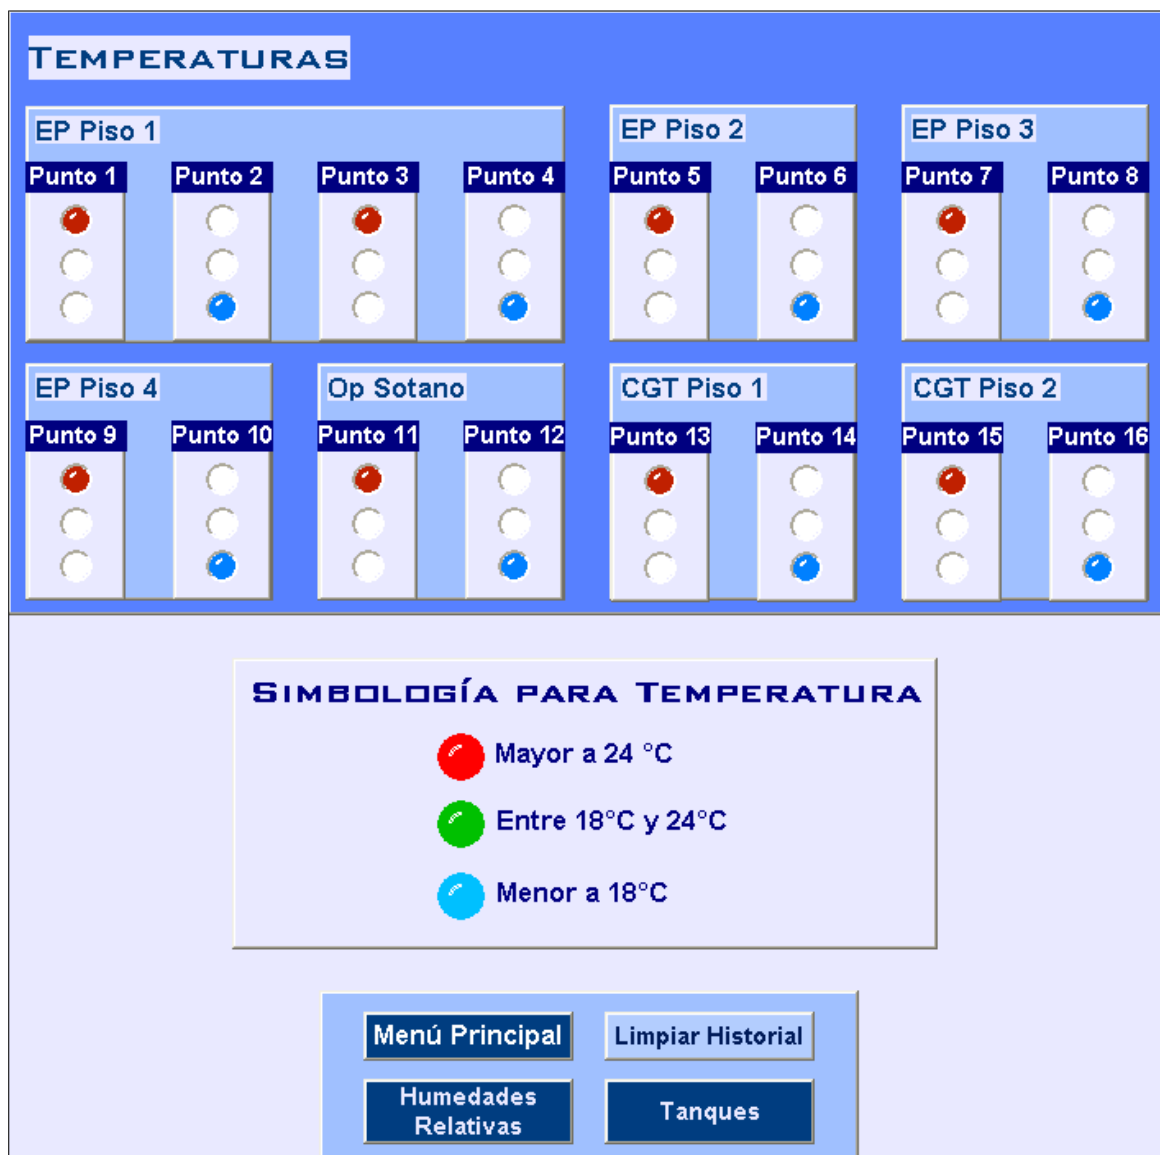 TEMPERATURAS
EP Piso 1
EP Piso 2
EP Piso 3
Punto 1
Punto 2
Punto 3
Punto 4
Punto 5
Punto 6
Punto 7
Punto 8
EP Piso 4
Op Sotano
CGT Piso 1
CGT Piso 2
Punto 9
Punto 10
Punto 11
Punto 12
Punto 13
Punto 14
Punto 15
Punto 16
SIMBOLOGÍA PARA TEMPERATURA
Mayor a 24 °C
Entre 18°C y 24°C
Menor a 18°C
Menú Principal
Limpiar Historial
Humedades
Relativas
Tanques